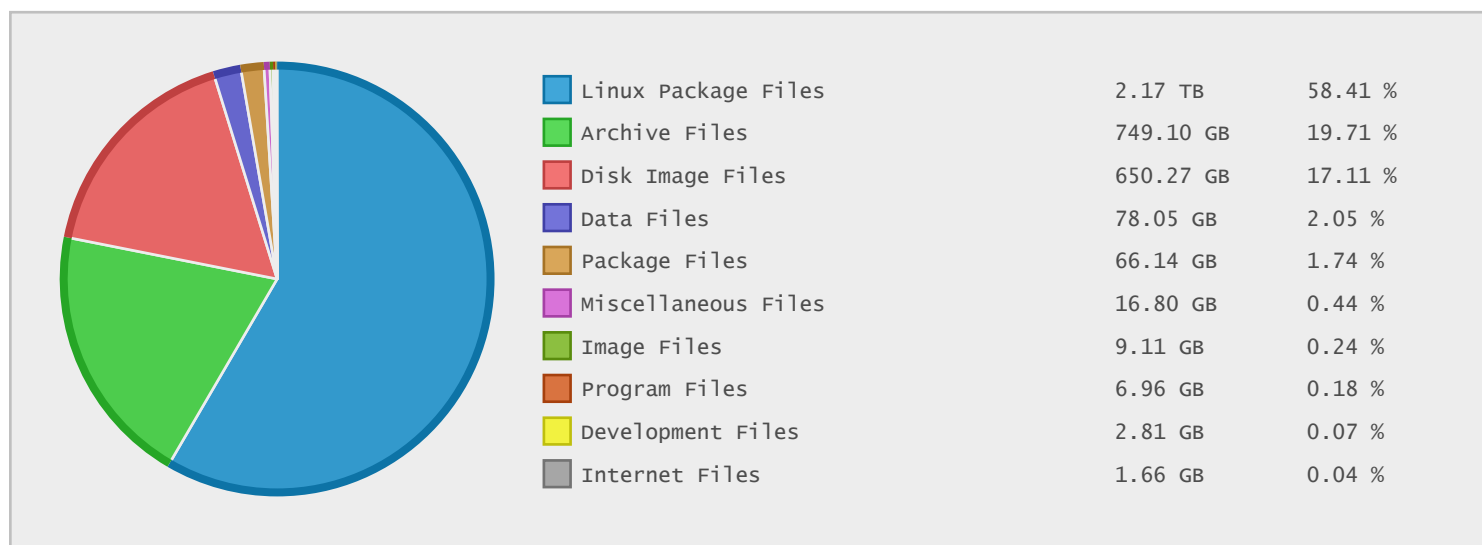 Linux Package Files 2.17 TB 58.41 %
Archive Files 749.10 GB 19.71 %
Disk Image Files 650.27 GB 17.11 %
Data Files 78.05 GB 2.05 %
Package Files 66.14 GB 1.74 %
Miscellaneous Files 16.80 GB 0.44 %
Image Files 9.11 GB 0.24 %
Program Files 6.96 GB 0.18 %
Development Files 2.81 GB 0.07 %
Internet Files 1.66 GB 0.04 %